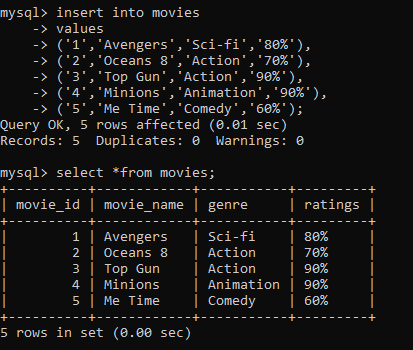 mysql> insert into movies
    -> values
    -> ('1','Avengers','Sci-fi','80%'),
    -> ('2','Oceans 8','Action','70%'),
    -> ('3','Top Gun','Action','90%'),
    -> ('4','Minions','Animation','90%'),
    -> ('5','Me Time','Comedy','60%');
Query OK, 5 rows affected (0.01 sec)
Records: 5  Duplicates: 0  Warnings: 0

mysql> select *from movies;
+----------+------------+-----------+---------+
| movie_id | movie_name | genre     | ratings |
+----------+------------+-----------+---------+
|        1 | Avengers   | Sci-fi    | 80%     |
|        2 | Oceans 8   | Action    | 70%     |
|        3 | Top Gun    | Action    | 90%     |
|        4 | Minions    | Animation | 90%     |
|        5 | Me Time    | Comedy    | 60%     |
+----------+------------+-----------+---------+
5 rows in set (0.00 sec)